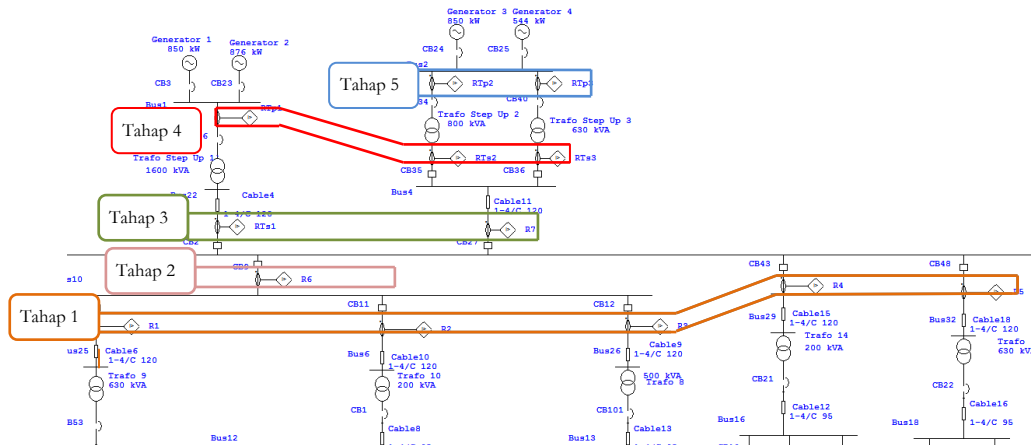 Generator 3
850 kW
Generator 4
544 kW
Generator 1
850 kW
Generator 2
876 kW
CB24
CB25
CB3
CB23
Tahap 5
RTp2
CB40
Trafo Step Up 2
800 kVA
Trafo Step Up 3
630 kVA
Bus1
Tahap 4
Trafo Step Up 1
1600 kVA
RTs2
RTs3
CB35
CB36
Bus4
Cable4
1-4/C 120
Cable11
1-4/C 120
Tahap 3
RTs1
R7
CB2
CB27
Tahap 2
R6
CB43
CB48
s10
R4
CB11
CB12
Tahap 1
R1
R2
Bus29
Cable15
1-4/C 120
Trafo 14
200 kVA
Bus32
Cable18
1-4/C 120
Trafo
630 kV
us25
Cable6
1-4/C 120
Trafo 9
630 kVA
Bus6
Cable10
1-4/C 120
Trafo 10
200 kVA
Bus26
Cable9
1-4/C 120
500 kVA
Trafo 8
CB21
CB22
B53
CB1
Cable8
CB101
Cable13
Cable12
1-4/C 95
Cable16
1-4/C 95
Bus16
Bus18
Bus12
Bus13